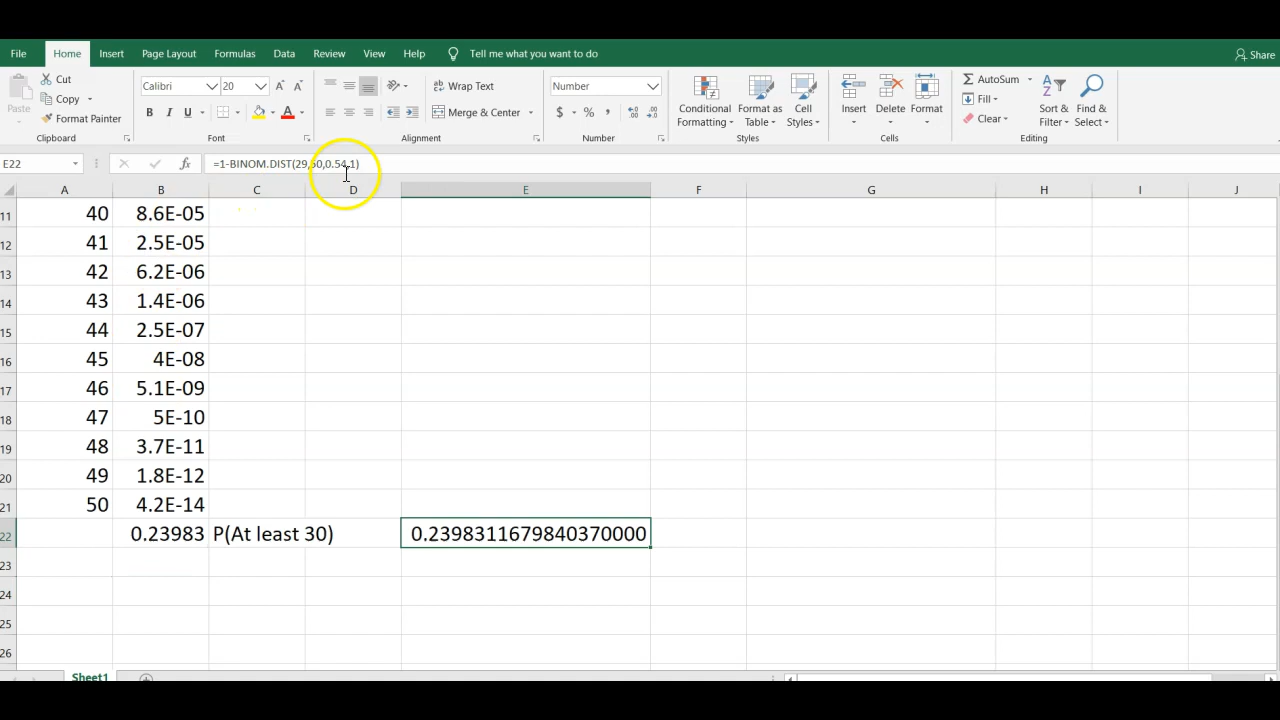 File Home Insert Page Layout Formulas Data Review View Help Tell me what you want to do Share
Cut Calibri 20 Wrap Text Number AutoSum
Paste Copy Fill
Format Painter B I U A Merge & Center $ % Conditional Formatting Format as Table Cell Styles Insert Delete Format Clear Sort & Filter Find & Select
Clipboard Font Alignment Number Styles Cells Editing
E22 fx =1-BINOM.DIST(29,50,0.54,1)
A B C D E F G H I J
11 40 8.6E-05
12 41 2.5E-05
13 42 6.2E-06
14 43 1.4E-06
15 44 2.5E-07
16 45 4E-08
17 46 5.1E-09
18 47 5E-10
19 48 3.7E-11
20 49 1.8E-12
21 50 4.2E-14
22 0.23983 P(At least 30) 0.2398311679840370000
23
24
25
26
Sheet1